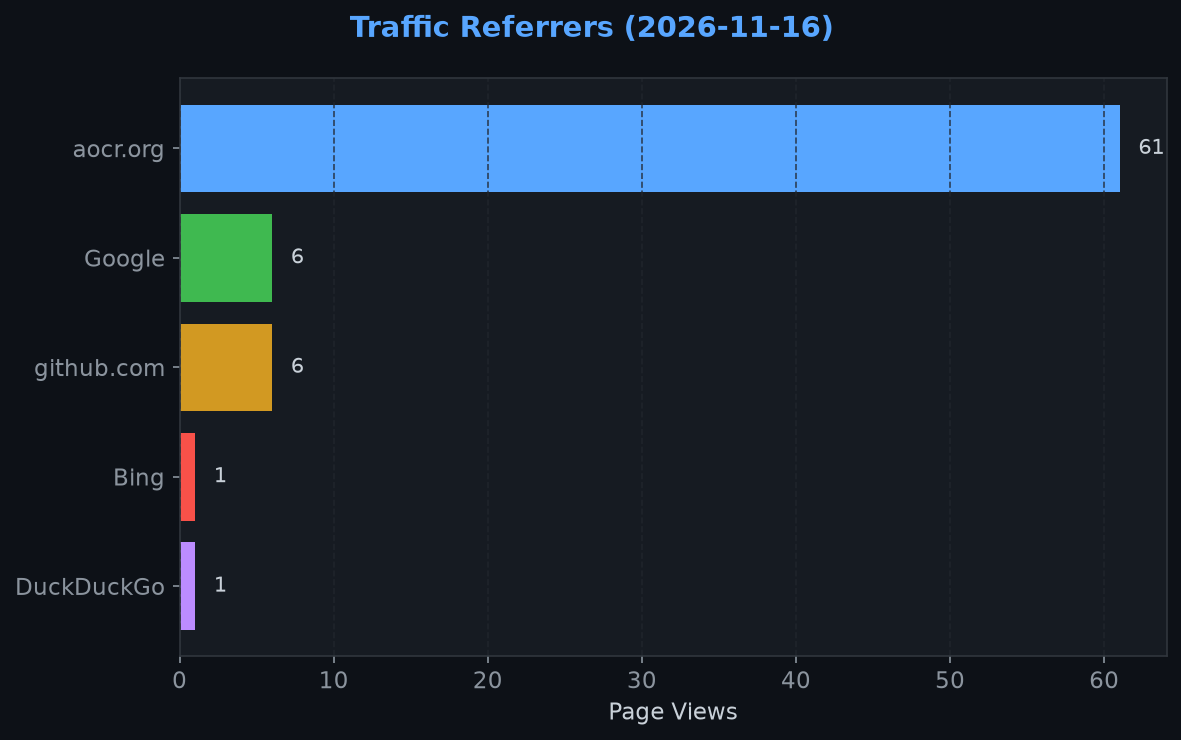 Traffic Referrers (2026-11-16)
aocr.org
61
Google
6
github.com
6
Bing
1
DuckDuckGo
1
0 10 20 30 40 50 60
Page Views